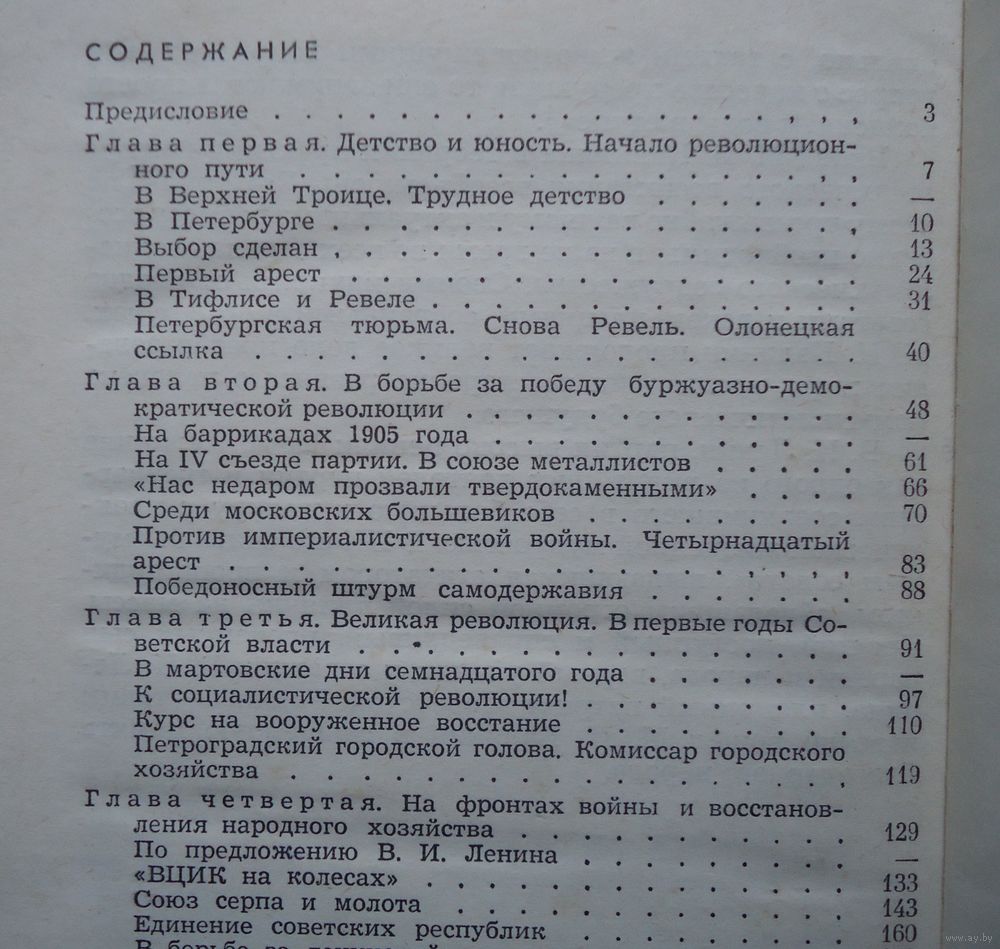 СОДЕРЖАНИЕ
Предисловие . . . . . . . . . . . . . . . . . . , , , 3
Глава первая. Детство и юность. Начало революцион-
ного пути . . . . . . . . . . . . . . . . . , , 7
В Верхней Троице. Трудное детство . . . . . . . —
В Петербурге . . . . . . . . . . . . . . . . , 10
Выбор сделан , . . . . . . . . . . . . . . . . 13
Первый арест . . . . . . . . . . . . . . . . . 24
В Тифлисе и Ревеле . . . . . . . . . . . . . . 31
Петербургская тюрьма. Снова Ревель. Олонецкая
ссылка . . . . . . . . . . . . . . . . . . . . 40
Глава вторая. В борьбе за победу буржуазно-демо-
кратической революции . . . . . . . . . . . . . 48
На баррикадах 1905 года . . . . . . . . . . . . —
На IV съезде партии. В союзе металлистов . . . . . 61
«Нас недаром прозвали твердокаменными» . . . . 66
Среди московских большевиков . . . . . . . . . 70
Против империалистической войны. Четырнадцатый
арест . . . . . . . . . . . . . . . . . , , , 83
Победоносный штурм самодержавия . . . . . . . 88
Глава третья. Великая революция. В первые годы Со-
ветской власти . . . . . . . . . . . . . . . . 91
В мартовские дни семнадцатого года . . . . . . . —
К социалистической революции! . . . . . . . . . 97
Курс на вооруженное восстание . . . . . . . . . 110
Петроградский городской голова. Комиссар городского
хозяйства . . . . . . . . . . . . . . . . . , 119
Глава четвертая. На фронтах войны и восстанов-
ления народного хозяйства . . . . . . . . . . . 129
По предложению В. И. Ленина . . . . . . . . . —
«ВЦИК на колесах» . . . . . . . . . . . . . . 133
Союз серпа и молота . . . . . . . . . . . . . 143
Единение советских республик . . . . . . . . . 160
В борьбе за
www.ay.by